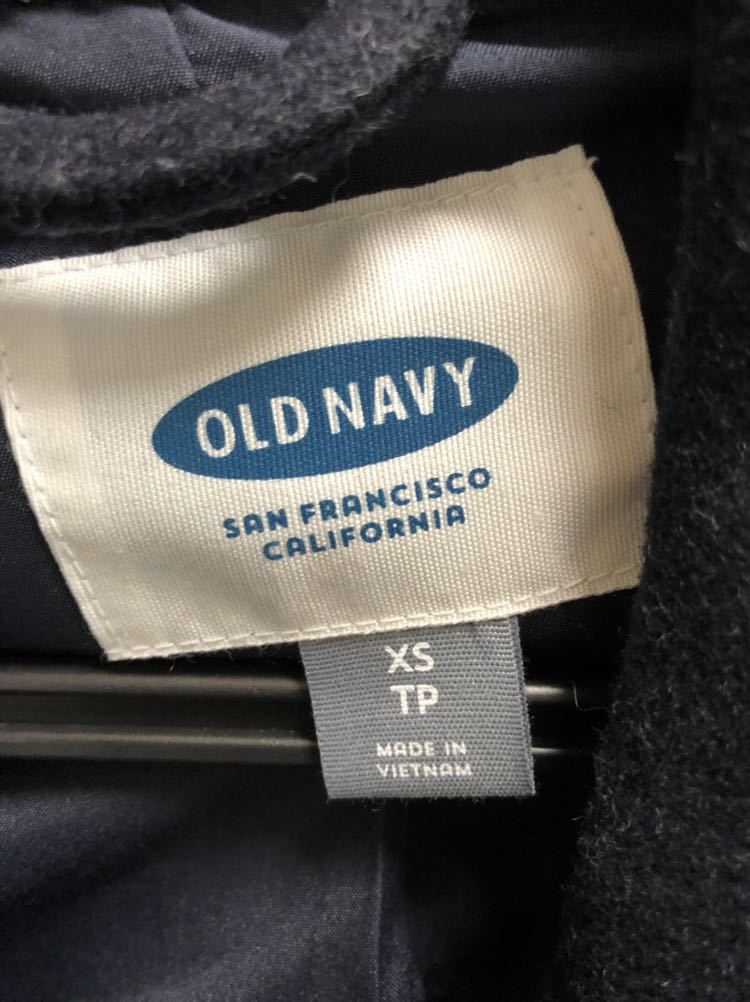 OLD NAVY
SAN FRANCISCO
CALIFORNIA
XS
TP
MADE IN
VIETNAM